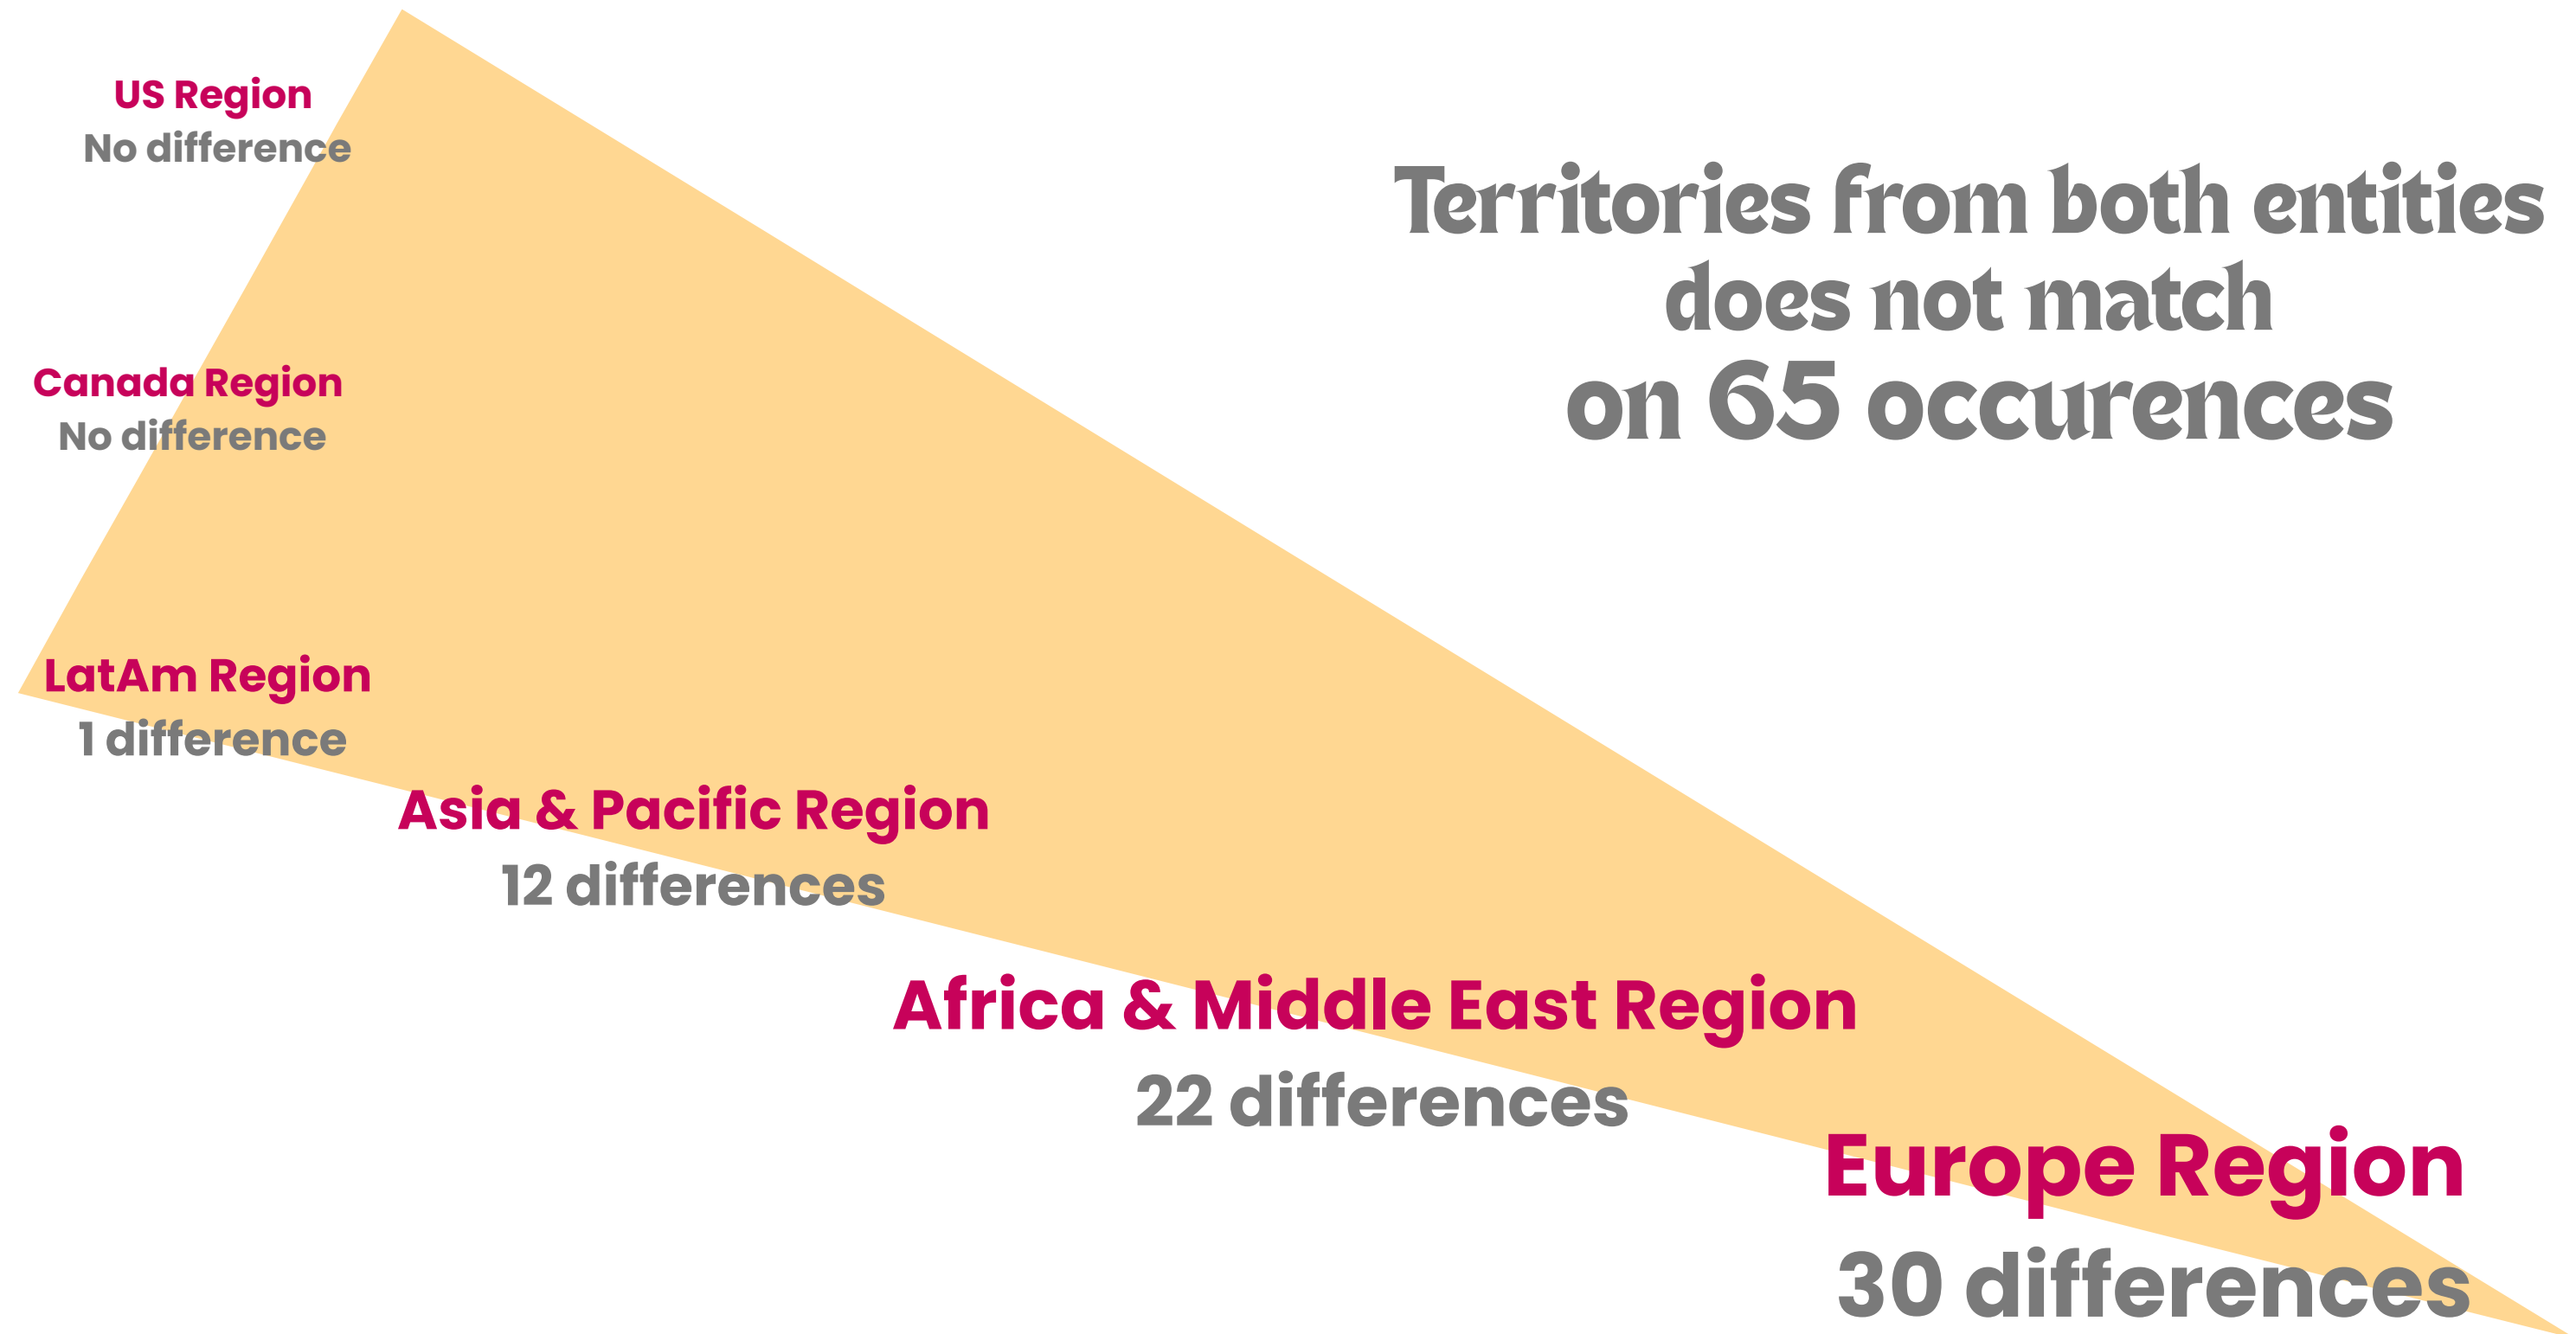 US Region
No difference
Territories from both entities
does not match
on 65 occurences
Canada Region
No difference
LatAm Region
1 difference
Asia & Pacific Region
12 differences
Africa & Middle East Region
22 differences
Europe Region
30 differences